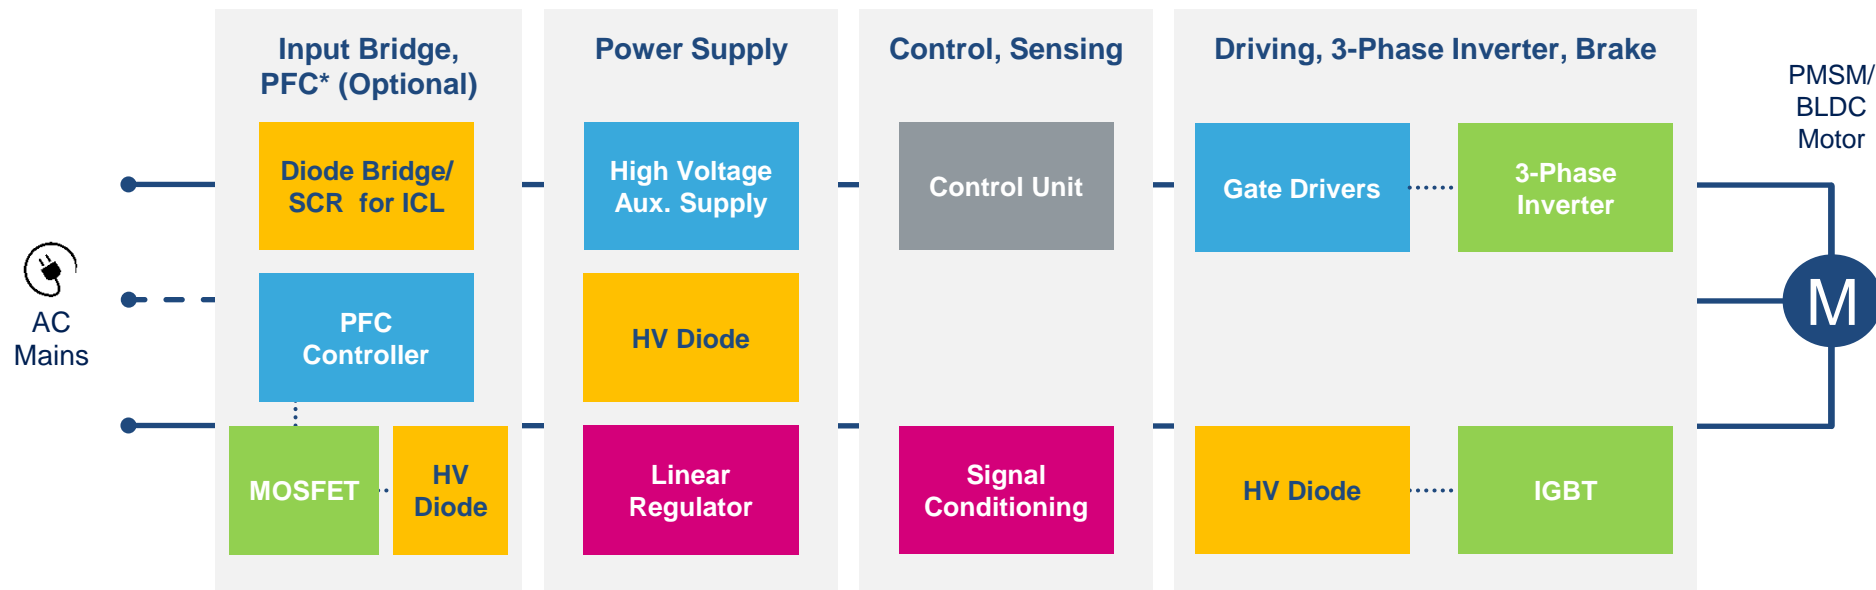 Input Bridge,
PFC* (Optional)
Power Supply
Control, Sensing
Driving, 3-Phase Inverter, Brake
PMSM/
BLDC
Motor
Diode Bridge/
SCR for ICL
High Voltage
Aux. Supply
Control Unit
Gate Drivers
3-Phase
Inverter
AC
Mains
PFC
Controller
HV Diode
M
MOSFET
HV
Diode
Linear
Regulator
Signal
Conditioning
HV Diode
IGBT